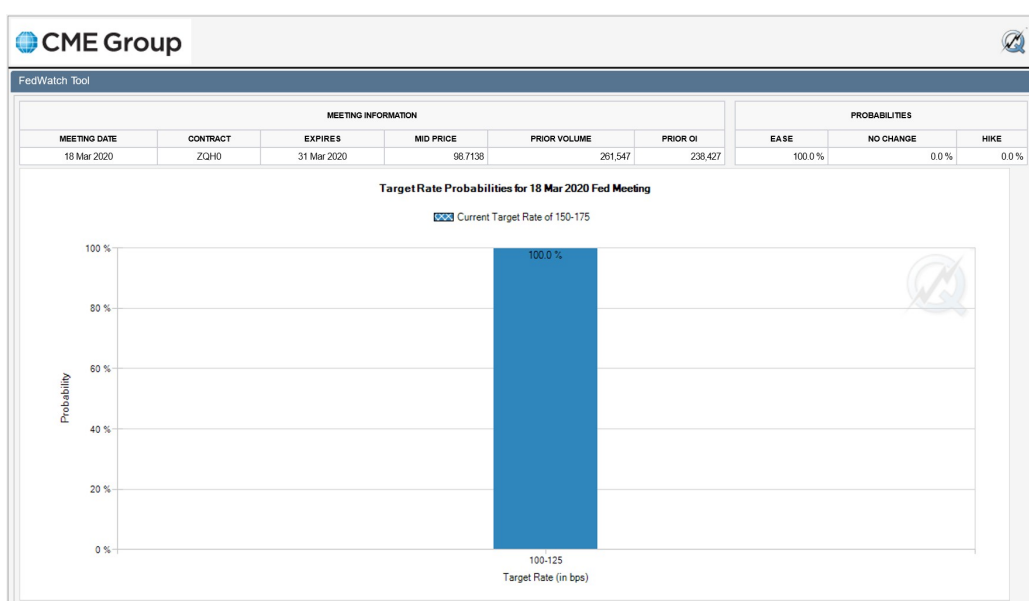 CME Group
FedWatch Tool
MEETING INFORMATION
PROBABILITIES
MEETING DATE CONTRACT EXPIRES MID PRICE PRIOR VOLUME PRIOR OI EASE NO CHANGE HIKE
18 Mar 2020 ZQH0 31 Mar 2020 98.7138 261,547 238,427 100.0 % 0.0 % 0.0 %
Target Rate Probabilities for 18 Mar 2020 Fed Meeting
Current Target Rate of 150-175
100 %
100.0 %
80 %
60 %
Probability
40 %
20 %
0 %
100-125
Target Rate (in bps)